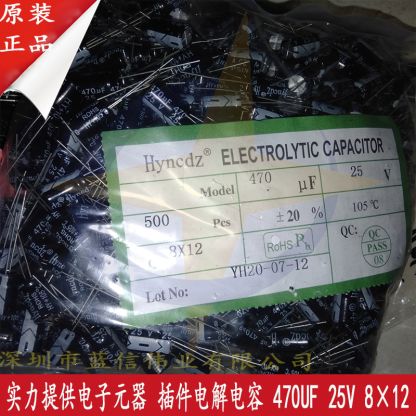 原装
正品
470UF
Hyncdz® ELECTROLYTIC CAPACITOR
Model 470 μF 25 V
500 Pcs ±20 % 105℃
8X12 RoHS Pb QC: QC PASS 08
YH20-07-12
Lot No:
深圳市蓝信伟业有限公司
实力提供电子元器 插件电解电容 470UF 25V 8×12